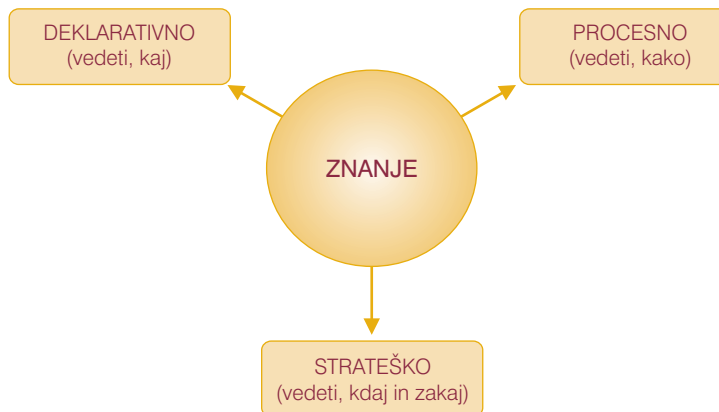 DEKLARATIVNO
(vedeti, kaj)
PROCESNO
(vedeti, kako)
ZNANJE
STRATEŠKO
(vedeti, kdaj in zakaj)